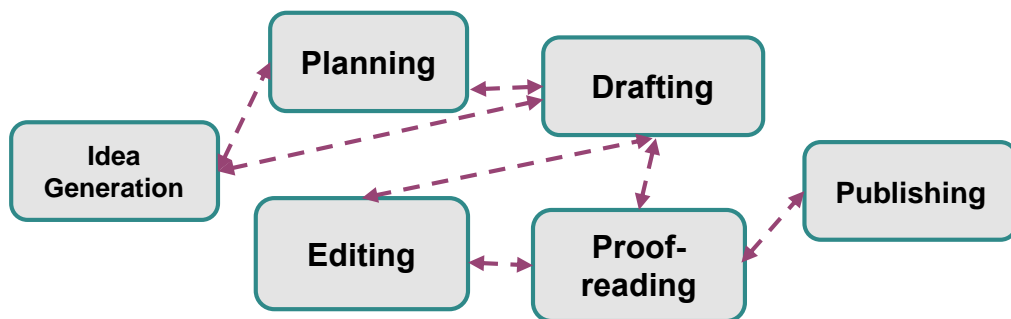 Planning
Drafting
Idea
Generation
Publishing
Editing
Proof-
reading